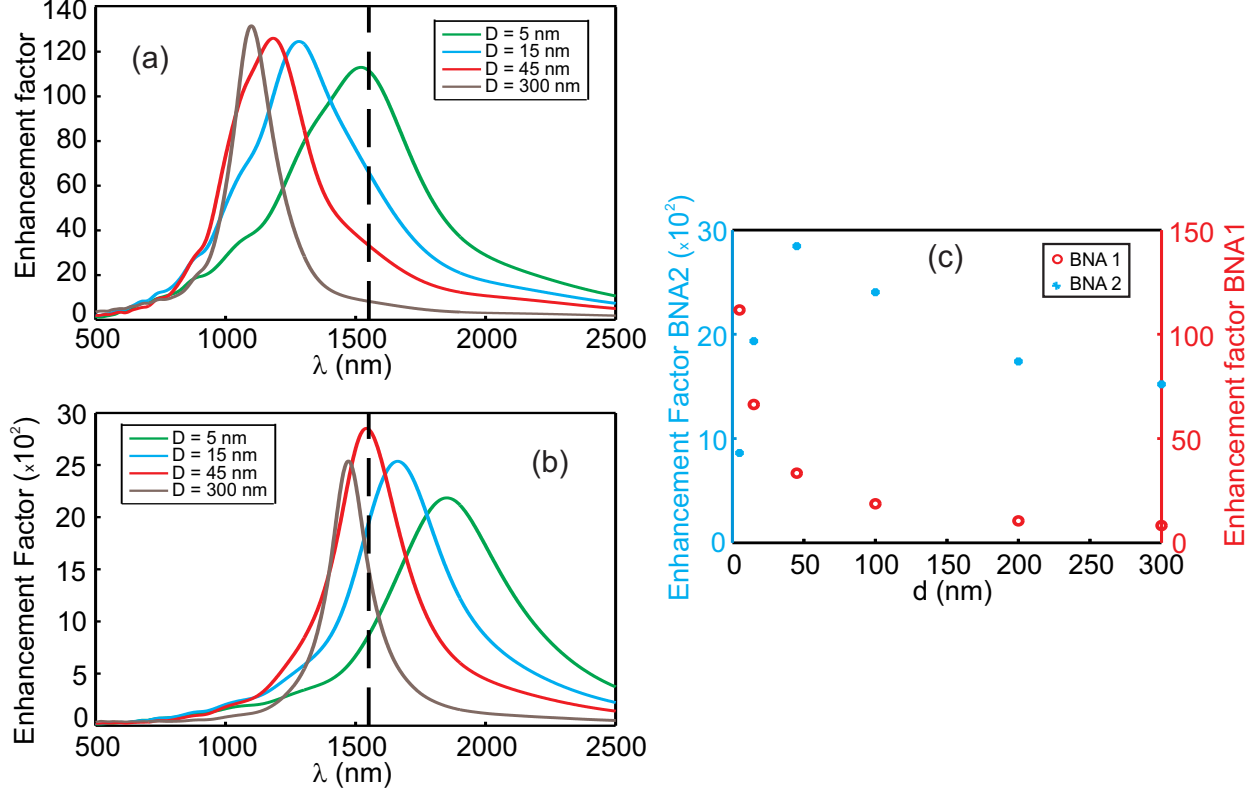 (a)
Enhancement factor
140
120
100
80
60
40
20
0
D = 5 nm
D = 15 nm
D = 45 nm
D = 300 nm
500 1000 1500 2000 2500
λ (nm)
(b)
Enhancement Factor (×10²)
30
25
20
15
10
5
0
D = 5 nm
D = 15 nm
D = 45 nm
D = 300 nm
500 1000 1500 2000 2500
λ (nm)
(c)
Enhancement Factor BNA2 (×10²)
30
20
10
0
BNA 1
BNA 2
150
100
50
0
Enhancement factor BNA1
0 50 100 150 200 250 300
d (nm)